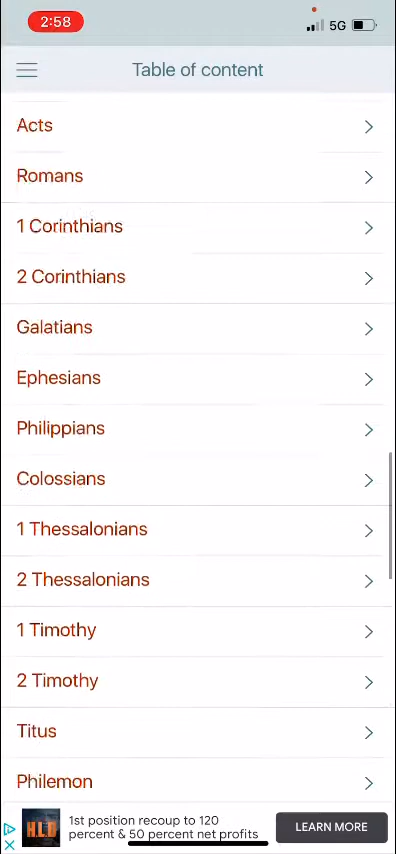 2:58
5G
Table of content
Acts
Romans
1 Corinthians
2 Corinthians
Galatians
Ephesians
Philippians
Colossians
1 Thessalonians
2 Thessalonians
1 Timothy
2 Timothy
Titus
Philemon
HLD
1st position recoup to 120
percent & 50 percent net profits
LEARN MORE